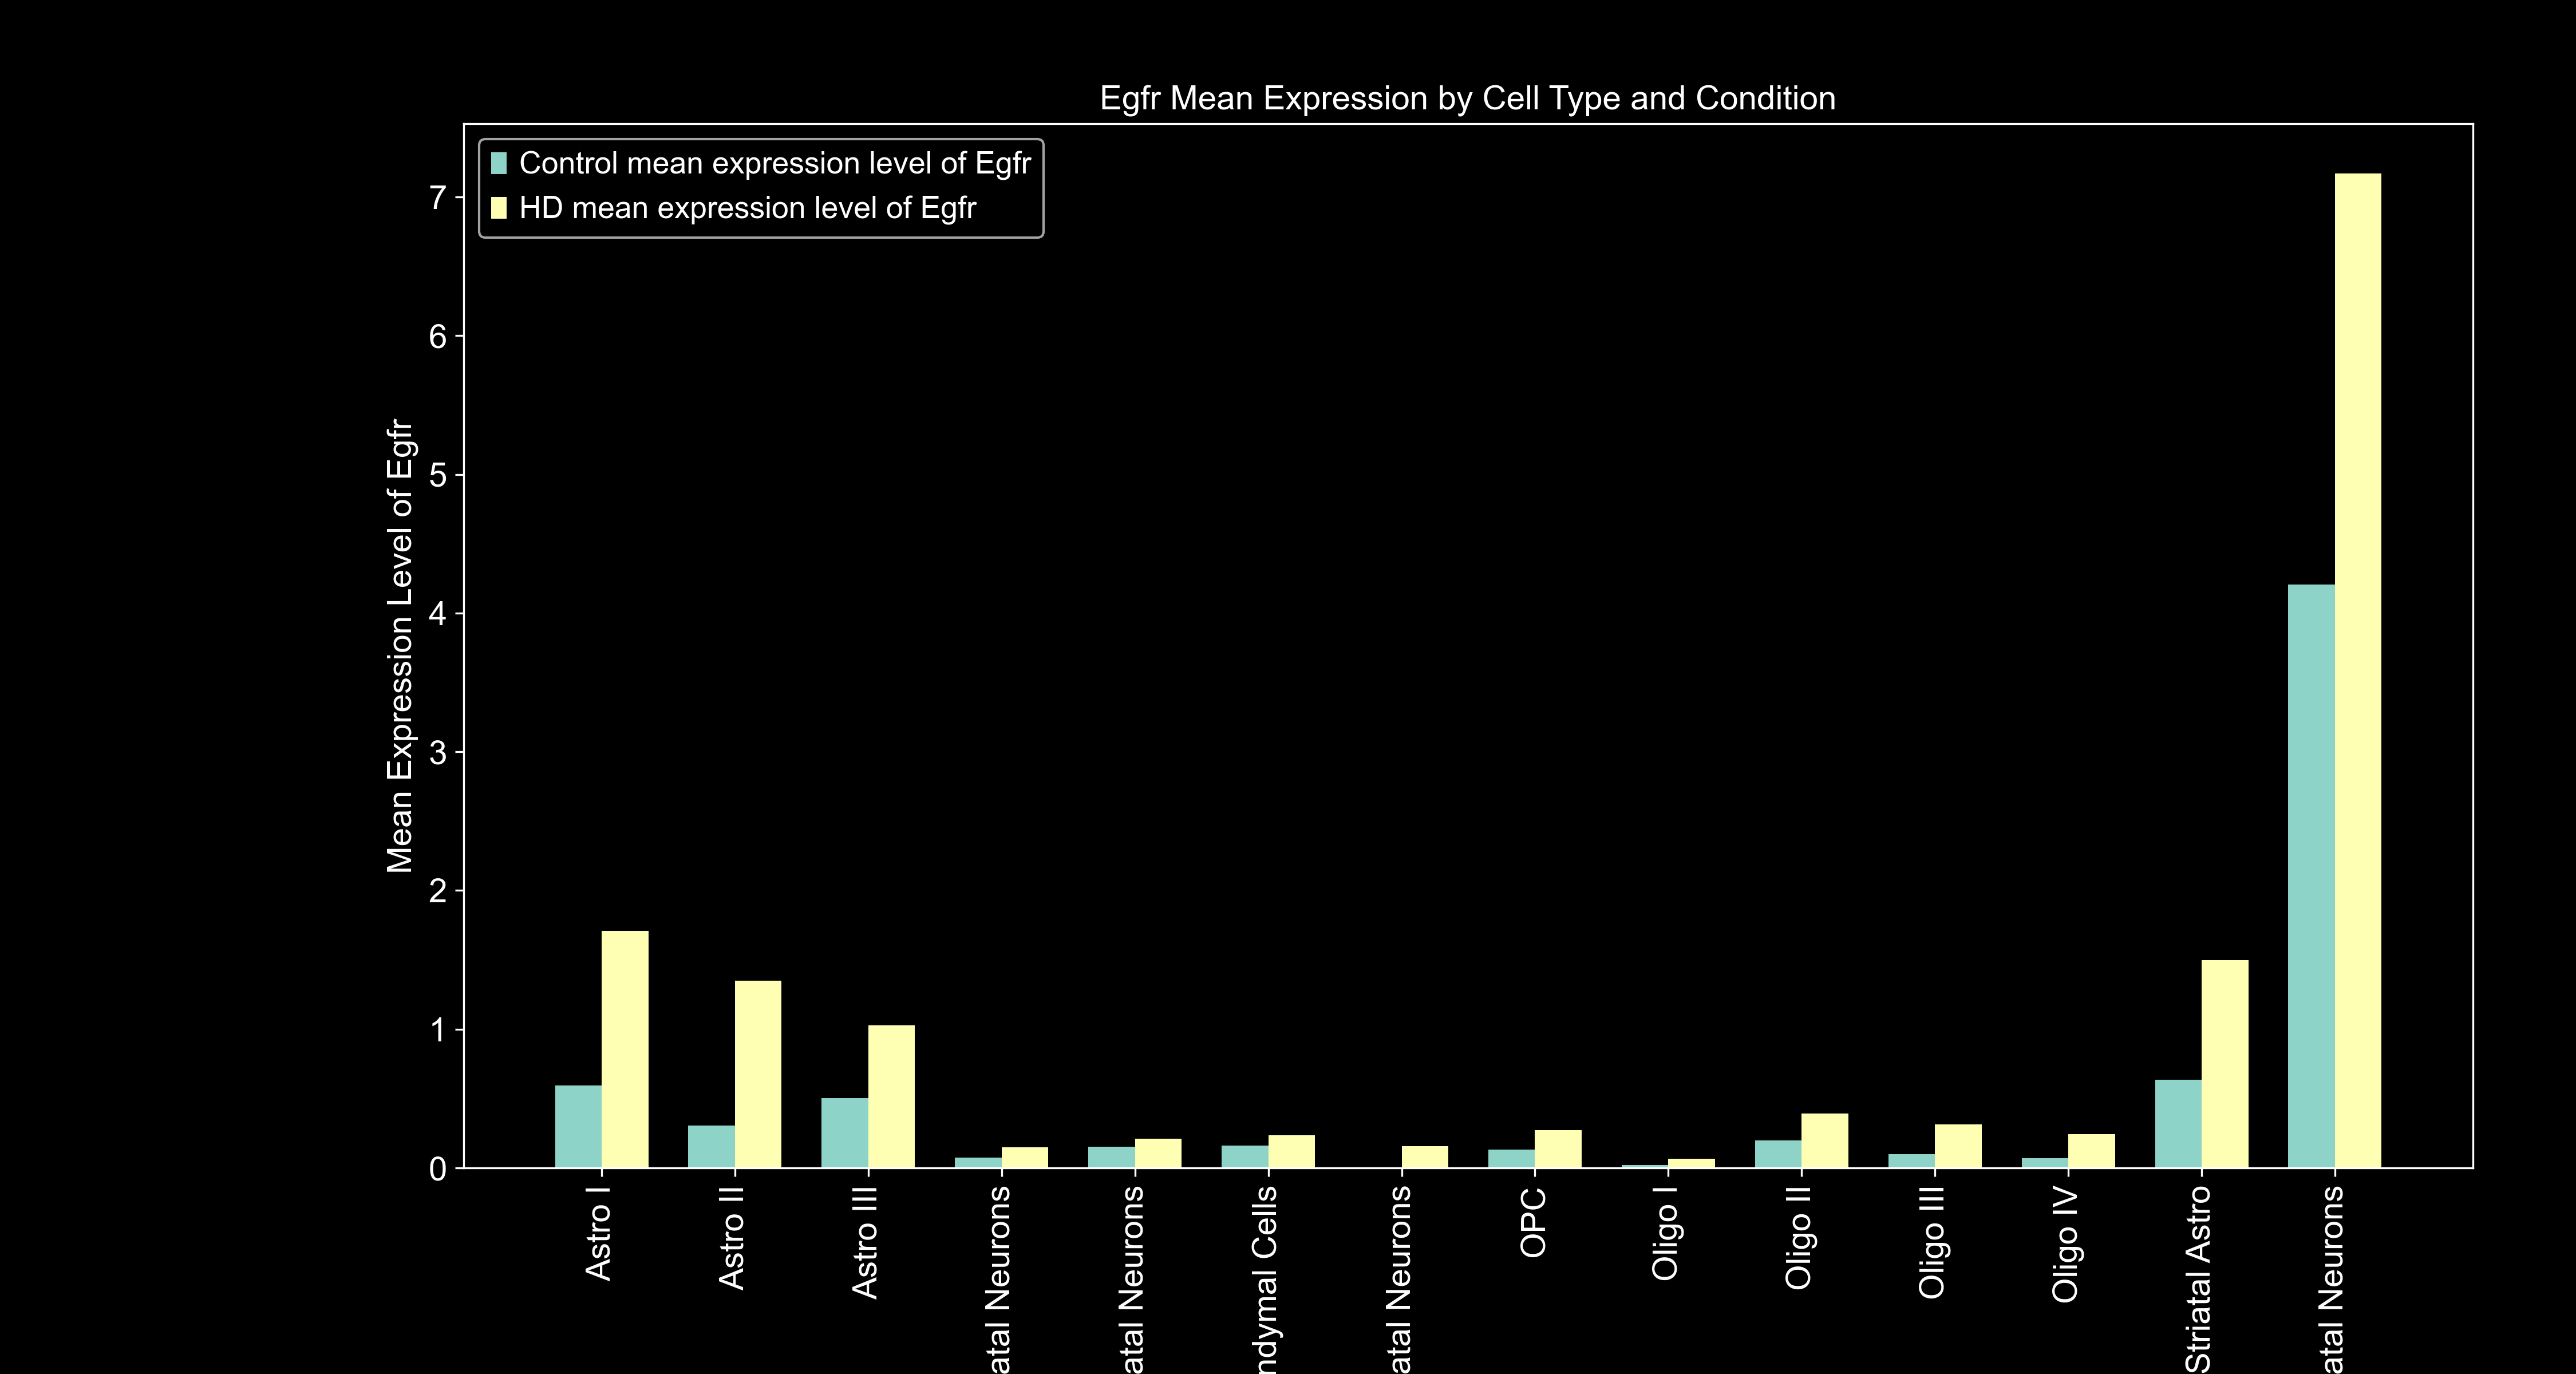 Egfr Mean Expression by Cell Type and Condition
Control mean expression level of Egfr
HD mean expression level of Egfr
Mean Expression Level of Egfr
7
6
5
4
3
2
1
0
Astro I
Astro II
Astro III
atal Neurons
atal Neurons
ndymal Cells
atal Neurons
OPC
Oligo I
Oligo II
Oligo III
Oligo IV
Striatal Astro
atal Neurons